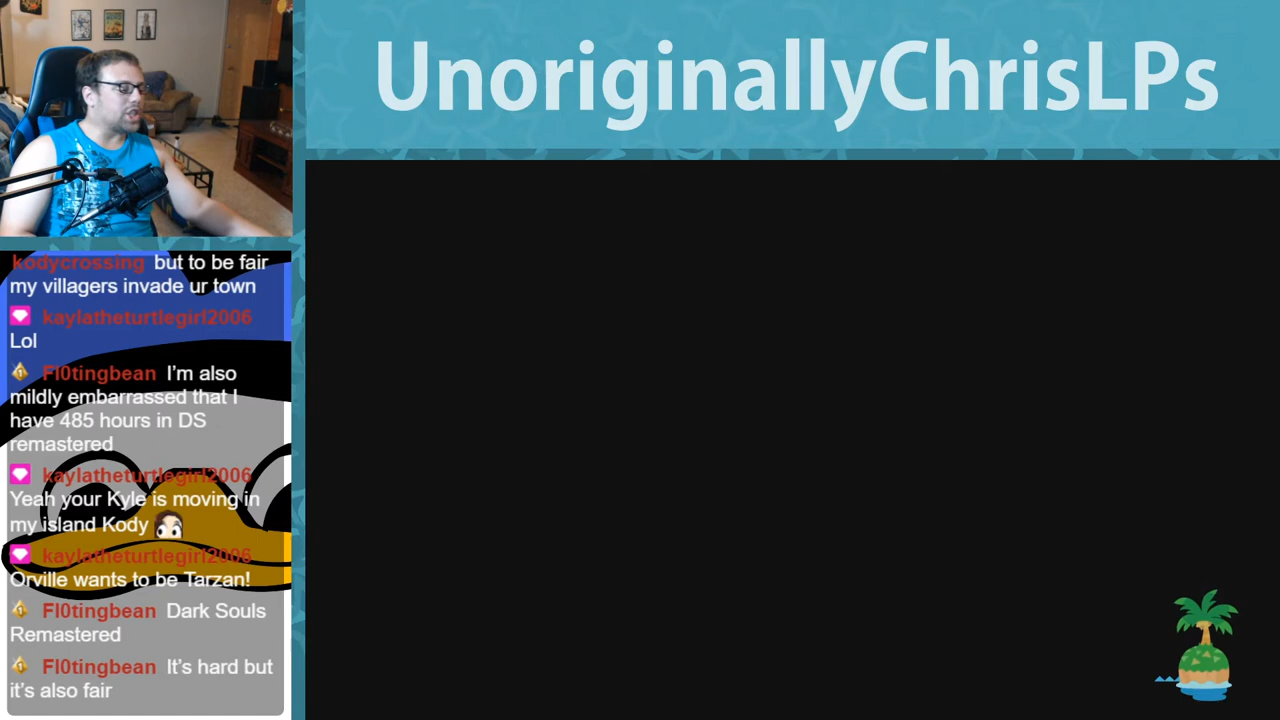 UnoriginallyChrisLPs
kodycrossing but to be fair
my villagers invade ur town
kaylatheturtlegirl2006
Lol
Fl0tingbean I'm also
mildly embarrassed that I
have 485 hours in DS
remastered
kaylatheturtlegirl2006
Yeah your Kyle is moving in
my island Kody
kaylatheturtlegirl2006
Orville wants to be Tarzan!
Fl0tingbean Dark Souls
Remastered
Fl0tingbean It's hard but
it's also fair